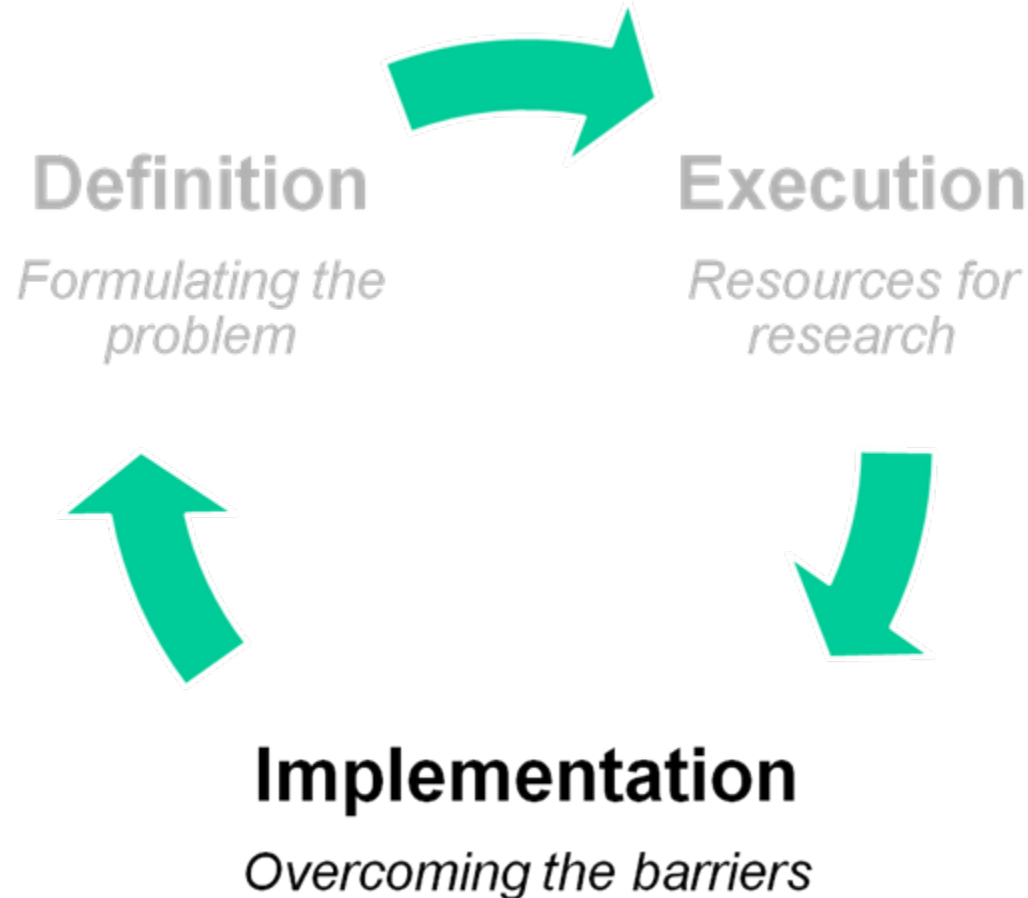 Definition
Formulating the
problem
Execution
Resources for
research
Implementation
Overcoming the barriers